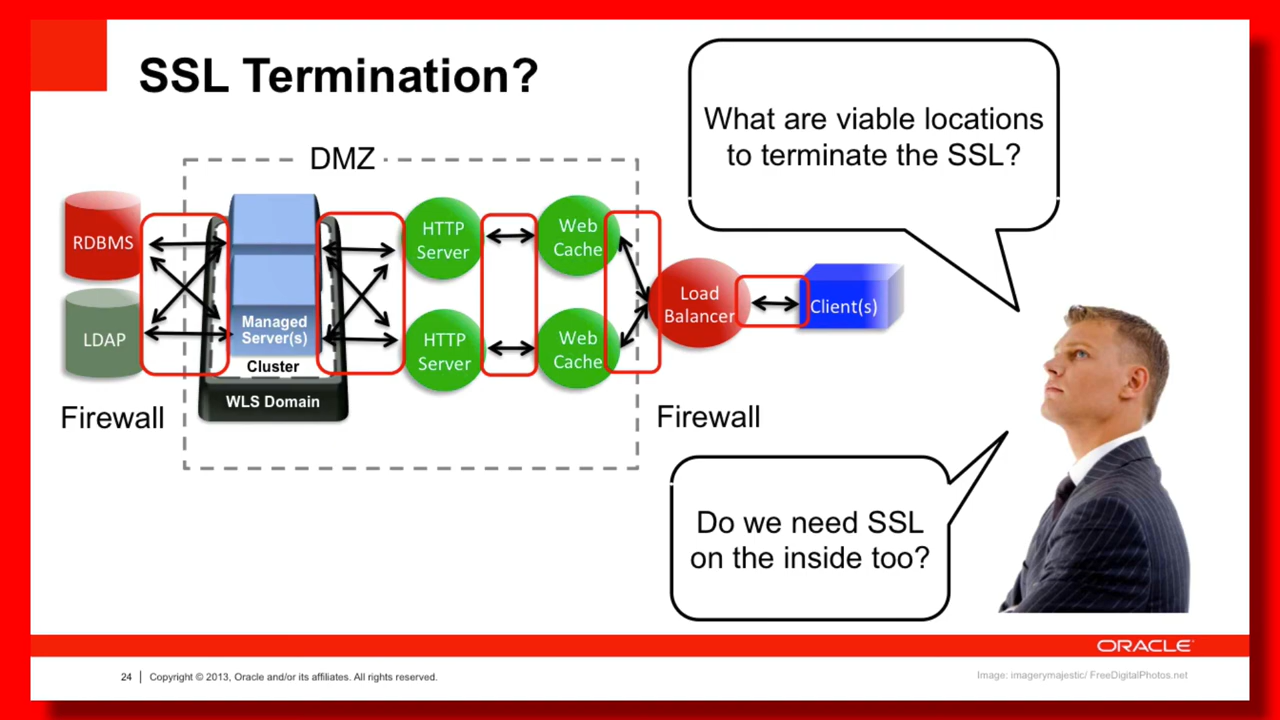 SSL Termination?
What are viable locations
to terminate the SSL?
DMZ
RDBMS
LDAP
Managed
Server(s)
Cluster
WLS Domain
HTTP
Server
HTTP
Server
Web
Cache
Web
Cache
Load
Balancer
Client(s)
Firewall
Firewall
Do we need SSL
on the inside too?
ORACLE
24 | Copyright © 2013, Oracle and/or its affiliates. All rights reserved.
Image: imagerymajestic/ FreeDigitalPhotos.net